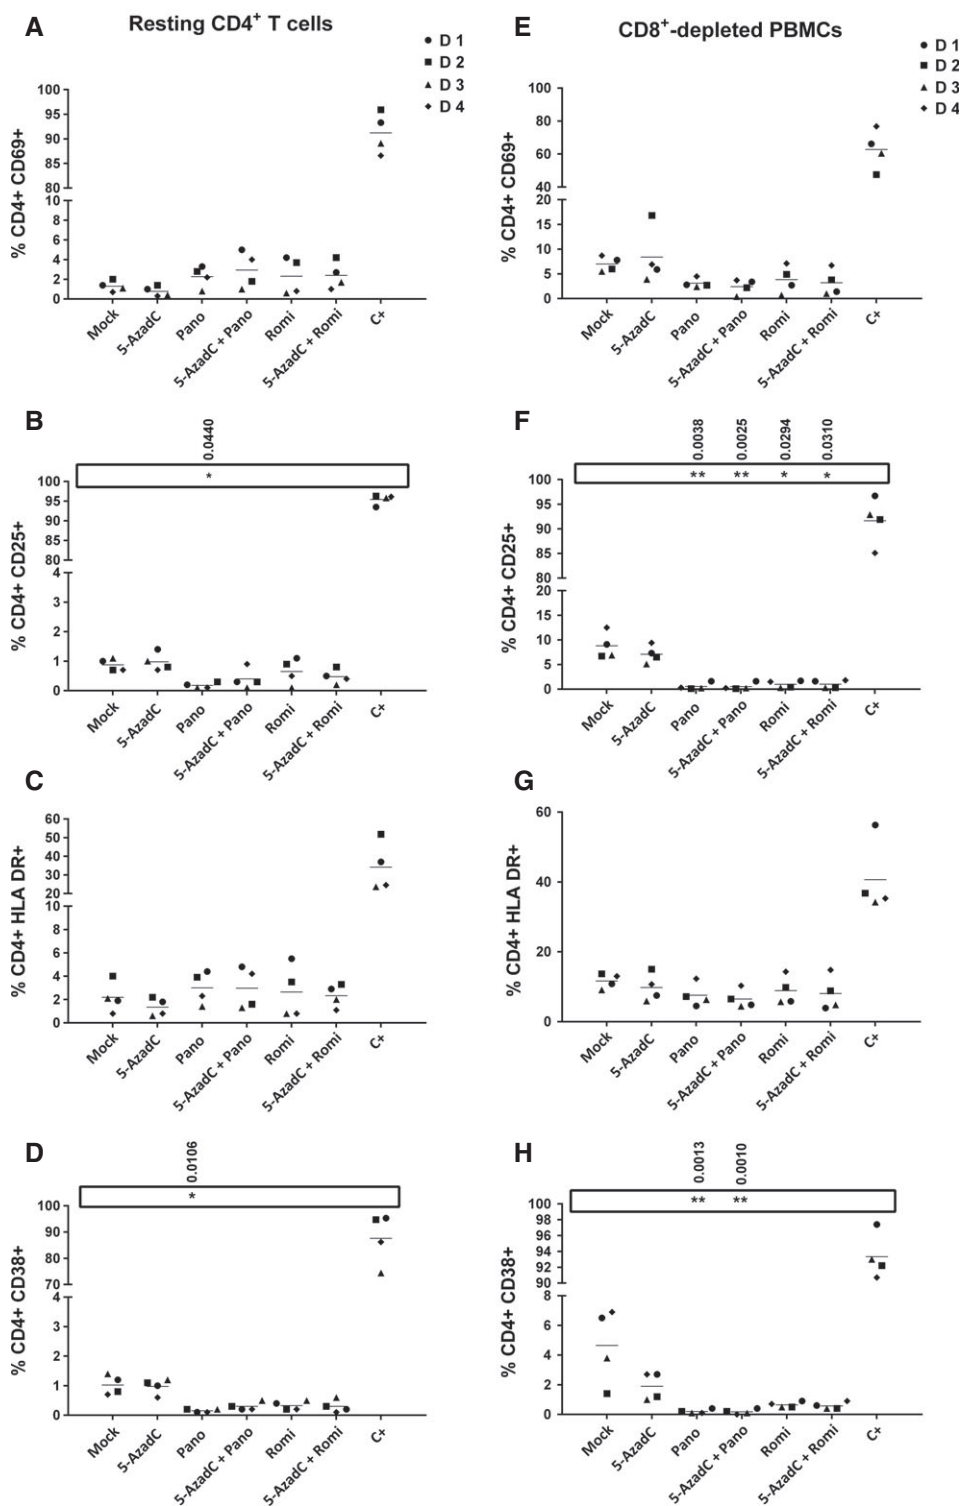 A
Resting CD4+ T cells
D 1
D 2
D 3
D 4
% CD4+ CD69+
100
95
90
85
80
10
8
6
4
2
0
Mock
5-AzadC
Pano
5-AzadC + Pano
Romi
5-AzadC + Romi
C+
E
CD8+-depleted PBMCs
D 1
D 2
D 3
D 4
% CD4+ CD69+
100
80
60
40
20
15
10
5
0
Mock
5-AzadC
Pano
5-AzadC + Pano
Romi
5-AzadC + Romi
C+
B
0.0440
*
% CD4+ CD25+
100
95
90
85
80
4
3
2
1
0
Mock
5-AzadC
Pano
5-AzadC + Pano
Romi
5-AzadC + Romi
C+
F
0.0038
0.0025
0.0294
0.0310
** ** * *
% CD4+ CD25+
100
95
90
85
80
20
15
10
5
0
Mock
5-AzadC
Pano
5-AzadC + Pano
Romi
5-AzadC + Romi
C+
C
% CD4+ HLA DR+
60
50
40
30
20
10
8
6
4
2
0
Mock
5-AzadC
Pano
5-AzadC + Pano
Romi
5-AzadC + Romi
C+
G
% CD4+ HLA DR+
60
40
20
0
Mock
5-AzadC
Pano
5-AzadC + Pano
Romi
5-AzadC + Romi
C+
D
0.0106
*
% CD4+ CD38+
100
90
80
70
4
3
2
1
0
Mock
5-AzadC
Pano
5-AzadC + Pano
Romi
5-AzadC + Romi
C+
H
0.0013
0.0010
** **
% CD4+ CD38+
100
98
96
94
92
90
8
6
4
2
0
Mock
5-AzadC
Pano
5-AzadC + Pano
Romi
5-AzadC + Romi
C+